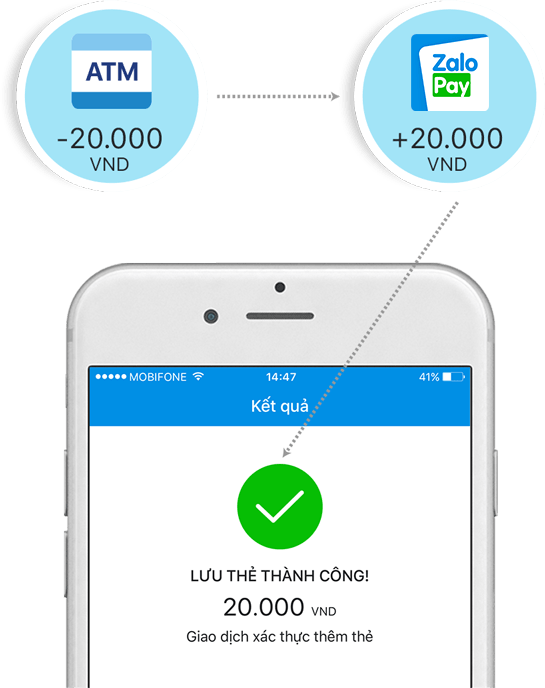 ATM
-20.000
VND
Zalo
Pay
+20.000
VND
MOBIFONE 14:47 41%
Kết quả
LƯU THẺ THÀNH CÔNG!
20.000 VND
Giao dịch xác thực thêm thẻ